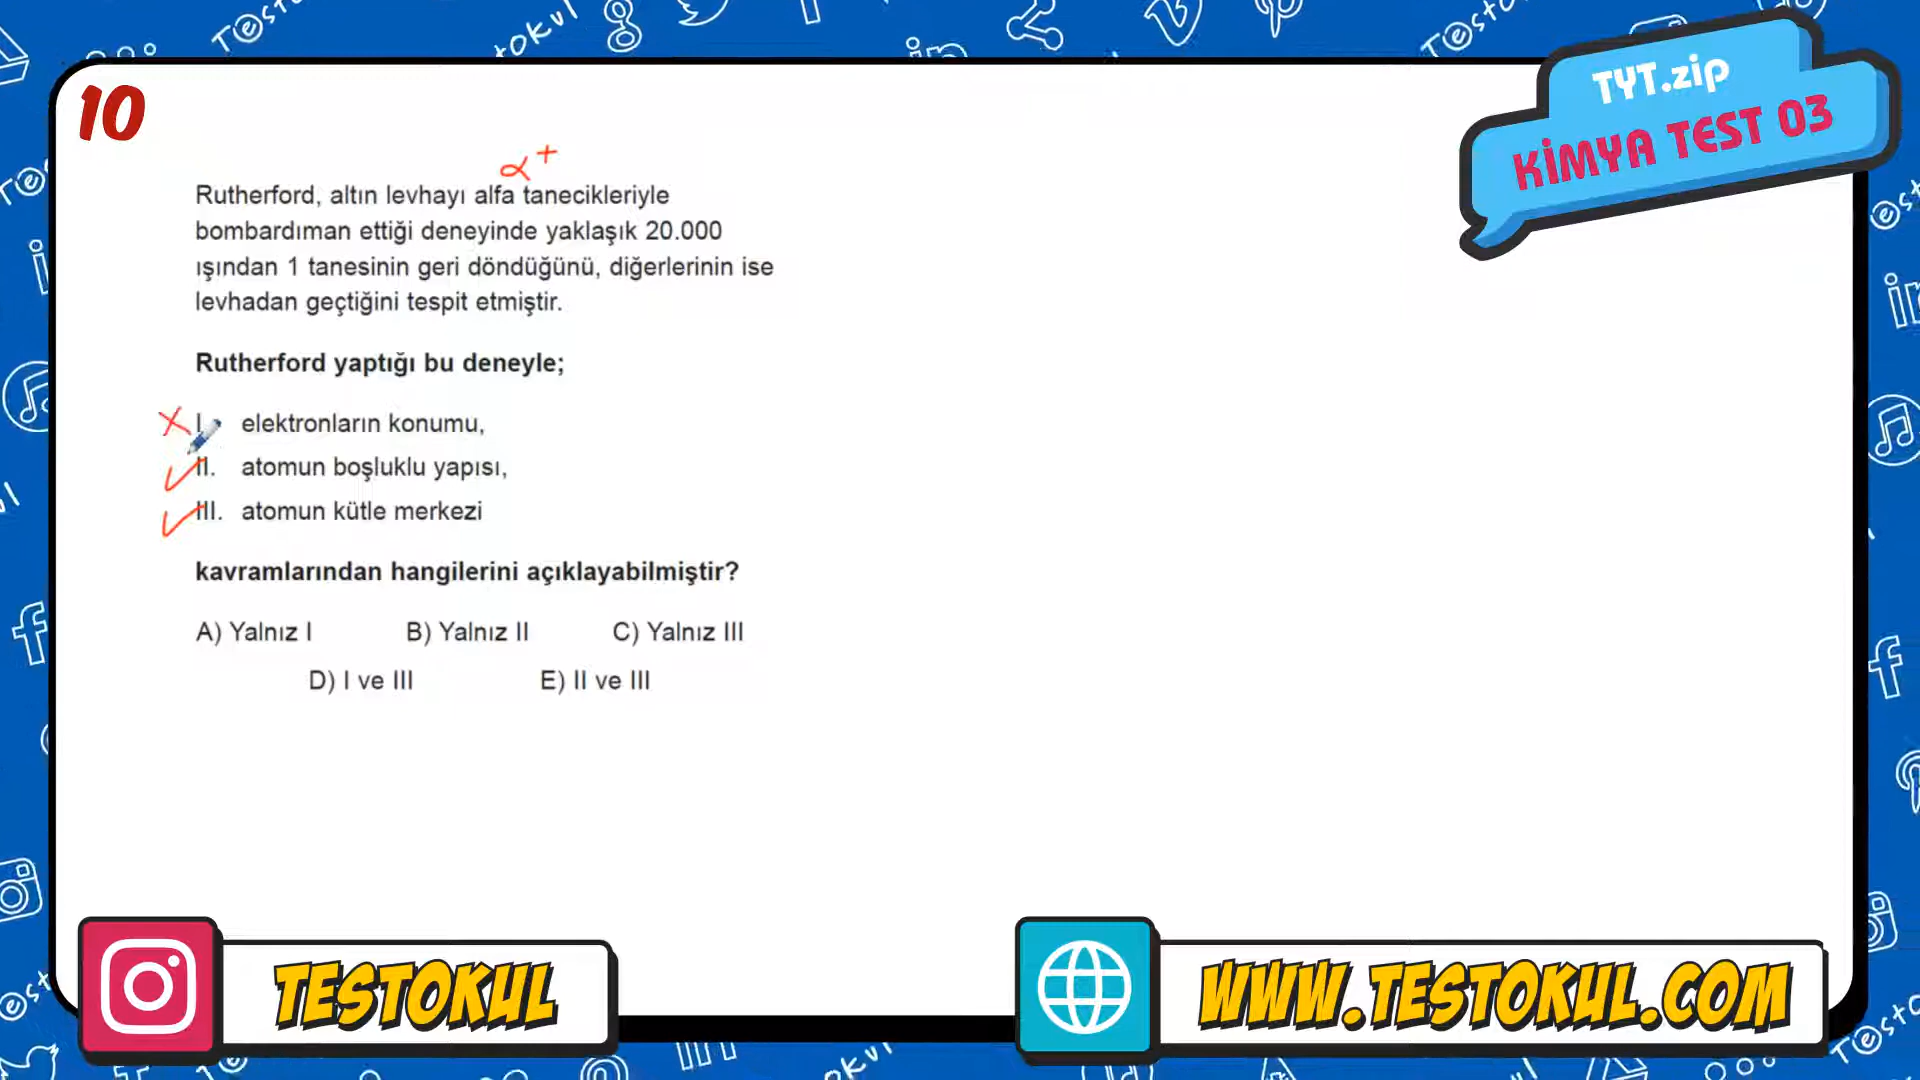 10
TYT.zip
KİMYA TEST 03
α+
Rutherford, altın levhayı alfa tanecikleriyle
bombardıman ettiği deneyinde yaklaşık 20.000
ışından 1 tanesinin geri döndüğünü, diğerlerinin ise
levhadan geçtiğini tespit etmiştir.
Rutherford yaptığı bu deneyle;
I. elektronların konumu,
II. atomun boşluklu yapısı,
III. atomun kütle merkezi
kavramlarından hangilerini açıklayabilmiştir?
A) Yalnız I B) Yalnız II C) Yalnız III
D) I ve III E) II ve III
TESTOKUL
WWW.TESTOKUL.COM